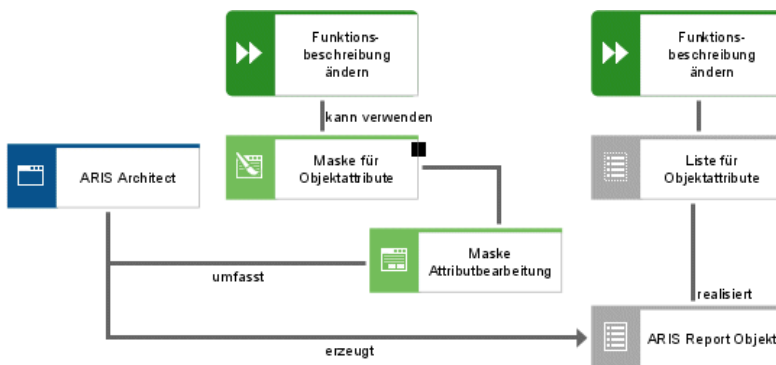 Funktions-
beschreibung
ändern
Funktions-
beschreibung
ändern
kann verwenden
Maske für
Objektattribute
Liste für
Objektattribute
ARIS Architect
Maske
Attributbearbeitung
umfasst
realisiert
ARIS Report Objekt
erzeugt